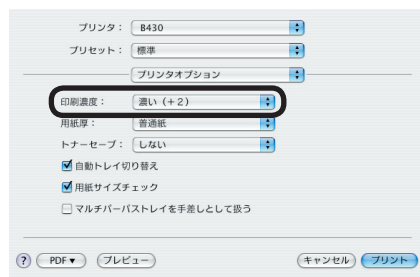 プリンタ： B430
プリセット： 標準
プリンタオプション
印刷濃度： 濃い（+2）
用紙厚： 普通紙
トナーセーブ： しない
自動トレイ切り替え
用紙サイズチェック
マルチパーパストレイを手差しとして扱う
? PDF▼ プレビュー キャンセル プリント